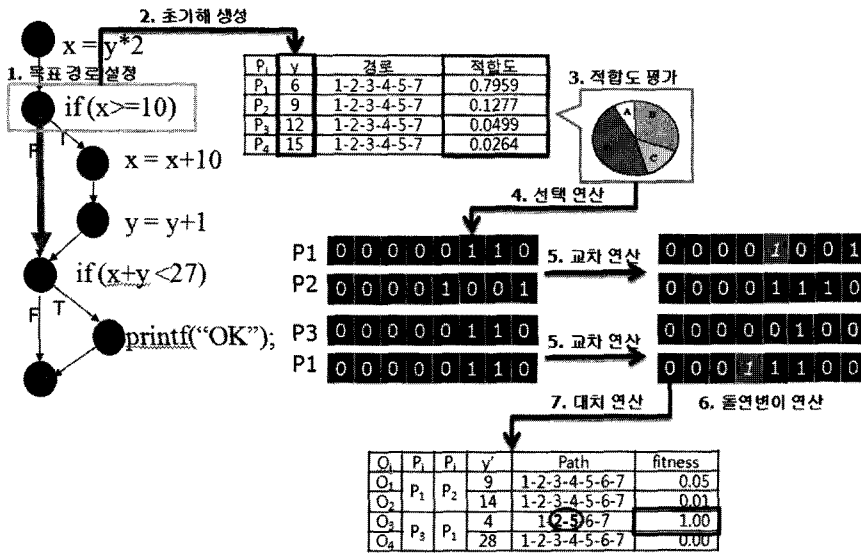 2. 초기해 생성
x = y*2
1. 목표 경로 설정
if (x>=10)
F
T
x = x+10
y = y+1
if (x+y <27)
F
T
printf("OK");
Pᵢ y 경로 적합도
P₁ 6 1-2-3-4-5-7 0.7959
P₂ 9 1-2-3-4-5-7 0.1277
P₃ 12 1-2-3-4-5-7 0.0499
P₄ 15 1-2-3-4-5-7 0.0264
3. 적합도 평가
A
B
C
4. 선택 연산
P1 0 0 0 0 0 1 1 0
P2 0 0 0 0 1 0 0 1
5. 교차 연산
0 0 0 0 1 0 0 1
0 0 0 0 1 1 1 0
P3 0 0 0 0 0 1 1 0
P1 0 0 0 0 0 1 1 0
5. 교차 연산
0 0 0 0 0 1 0 0
0 0 0 1 1 1 0 0
7. 대치 연산
6. 돌연변이 연산
Oᵢ Pᵢ Pᵢ y' Path fitness
O₁ P₁ P₂ 9 1-2-3-4-5-6-7 0.05
O₂ 14 1-2-3-4-5-6-7 0.01
O₃ P₃ P₁ 4 1-2-5-6-7 1.00
O₄ 28 1-2-3-4-5-6-7 0.00